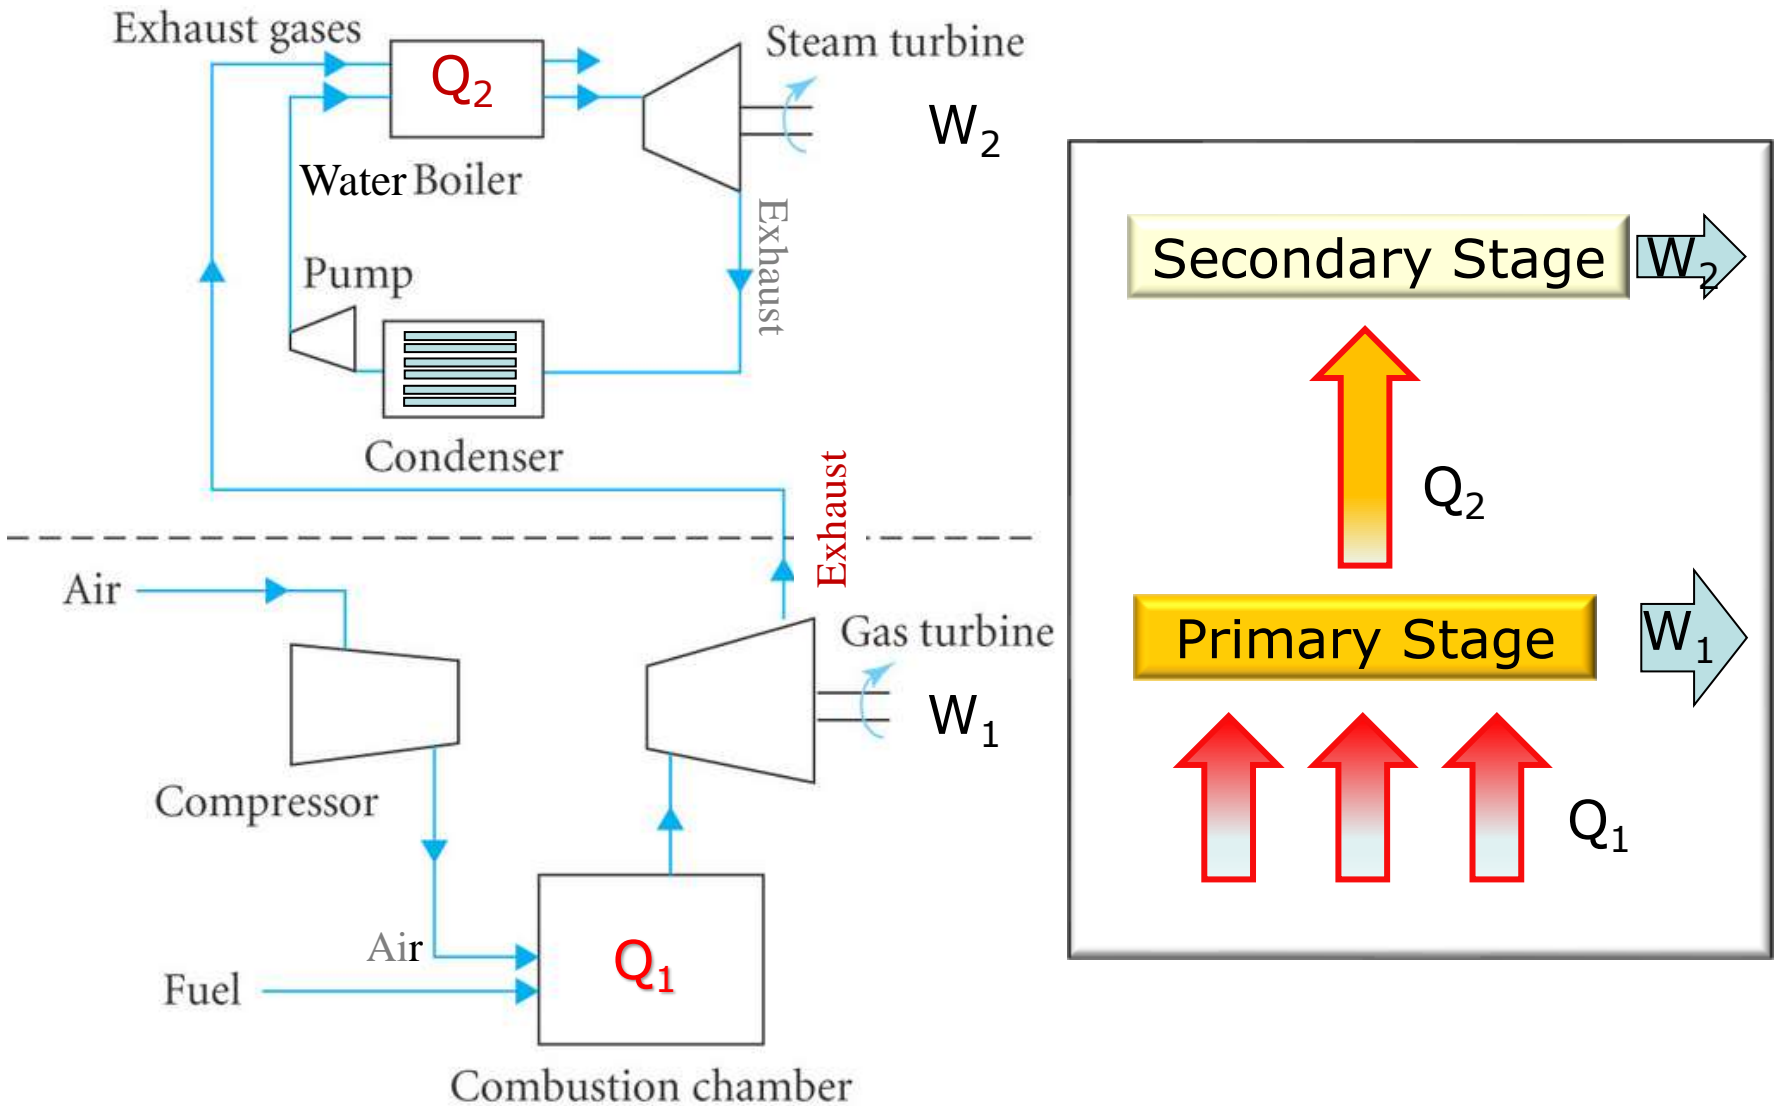 Exhaust gases
Q2
Steam turbine
W2
Water Boiler
Exhaust
Pump
Condenser
Exhaust
Air
Gas turbine
W1
Compressor
Air
Q1
Fuel
Combustion chamber
Secondary Stage
W2
Q2
Primary Stage
W1
Q1